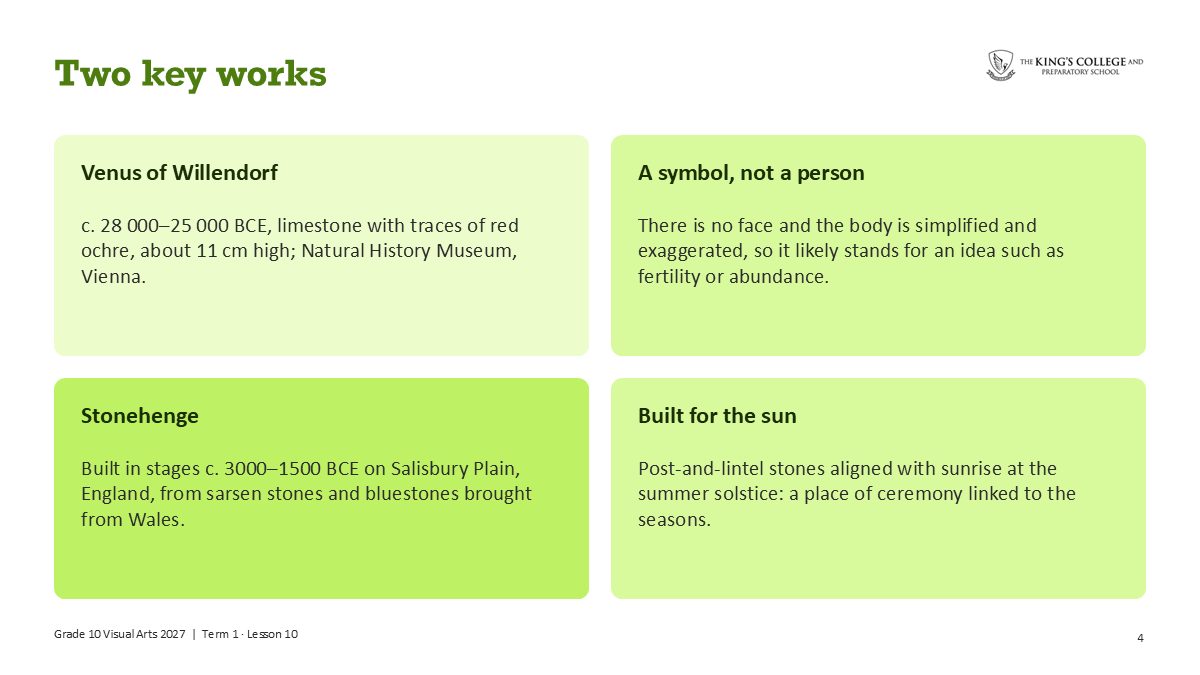 Two key works
THE KING'S COLLEGE AND
PREPARATORY SCHOOL
Venus of Willendorf
c. 28 000–25 000 BCE, limestone with traces of red
ochre, about 11 cm high; Natural History Museum,
Vienna.
A symbol, not a person
There is no face and the body is simplified and
exaggerated, so it likely stands for an idea such as
fertility or abundance.
Stonehenge
Built in stages c. 3000–1500 BCE on Salisbury Plain,
England, from sarsen stones and bluestones brought
from Wales.
Built for the sun
Post-and-lintel stones aligned with sunrise at the
summer solstice: a place of ceremony linked to the
seasons.
Grade 10 Visual Arts 2027 | Term 1 · Lesson 10
4